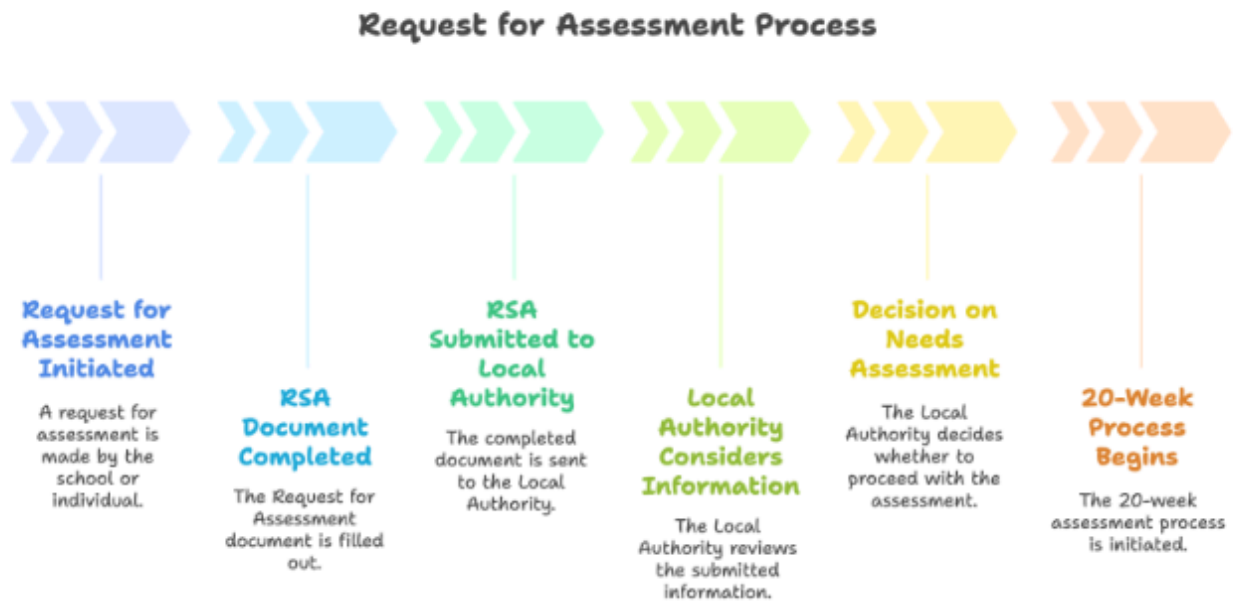 Request for Assessment Process
Request for
Assessment
Initiated
A request for
assessment is
made by the
school or
individual.
RSA
Document
Completed
The Request for
Assessment
document is filled
out.
RSA
Submitted to
Local
Authority
The completed
document is sent
to the Local
Authority.
Local
Authority
Considers
Information
The Local
Authority reviews
the submitted
information.
Decision on
Needs
Assessment
The Local
Authority decides
whether to
proceed with the
assessment.
20-Week
Process
Begins
The 20-week
assessment process
is initiated.